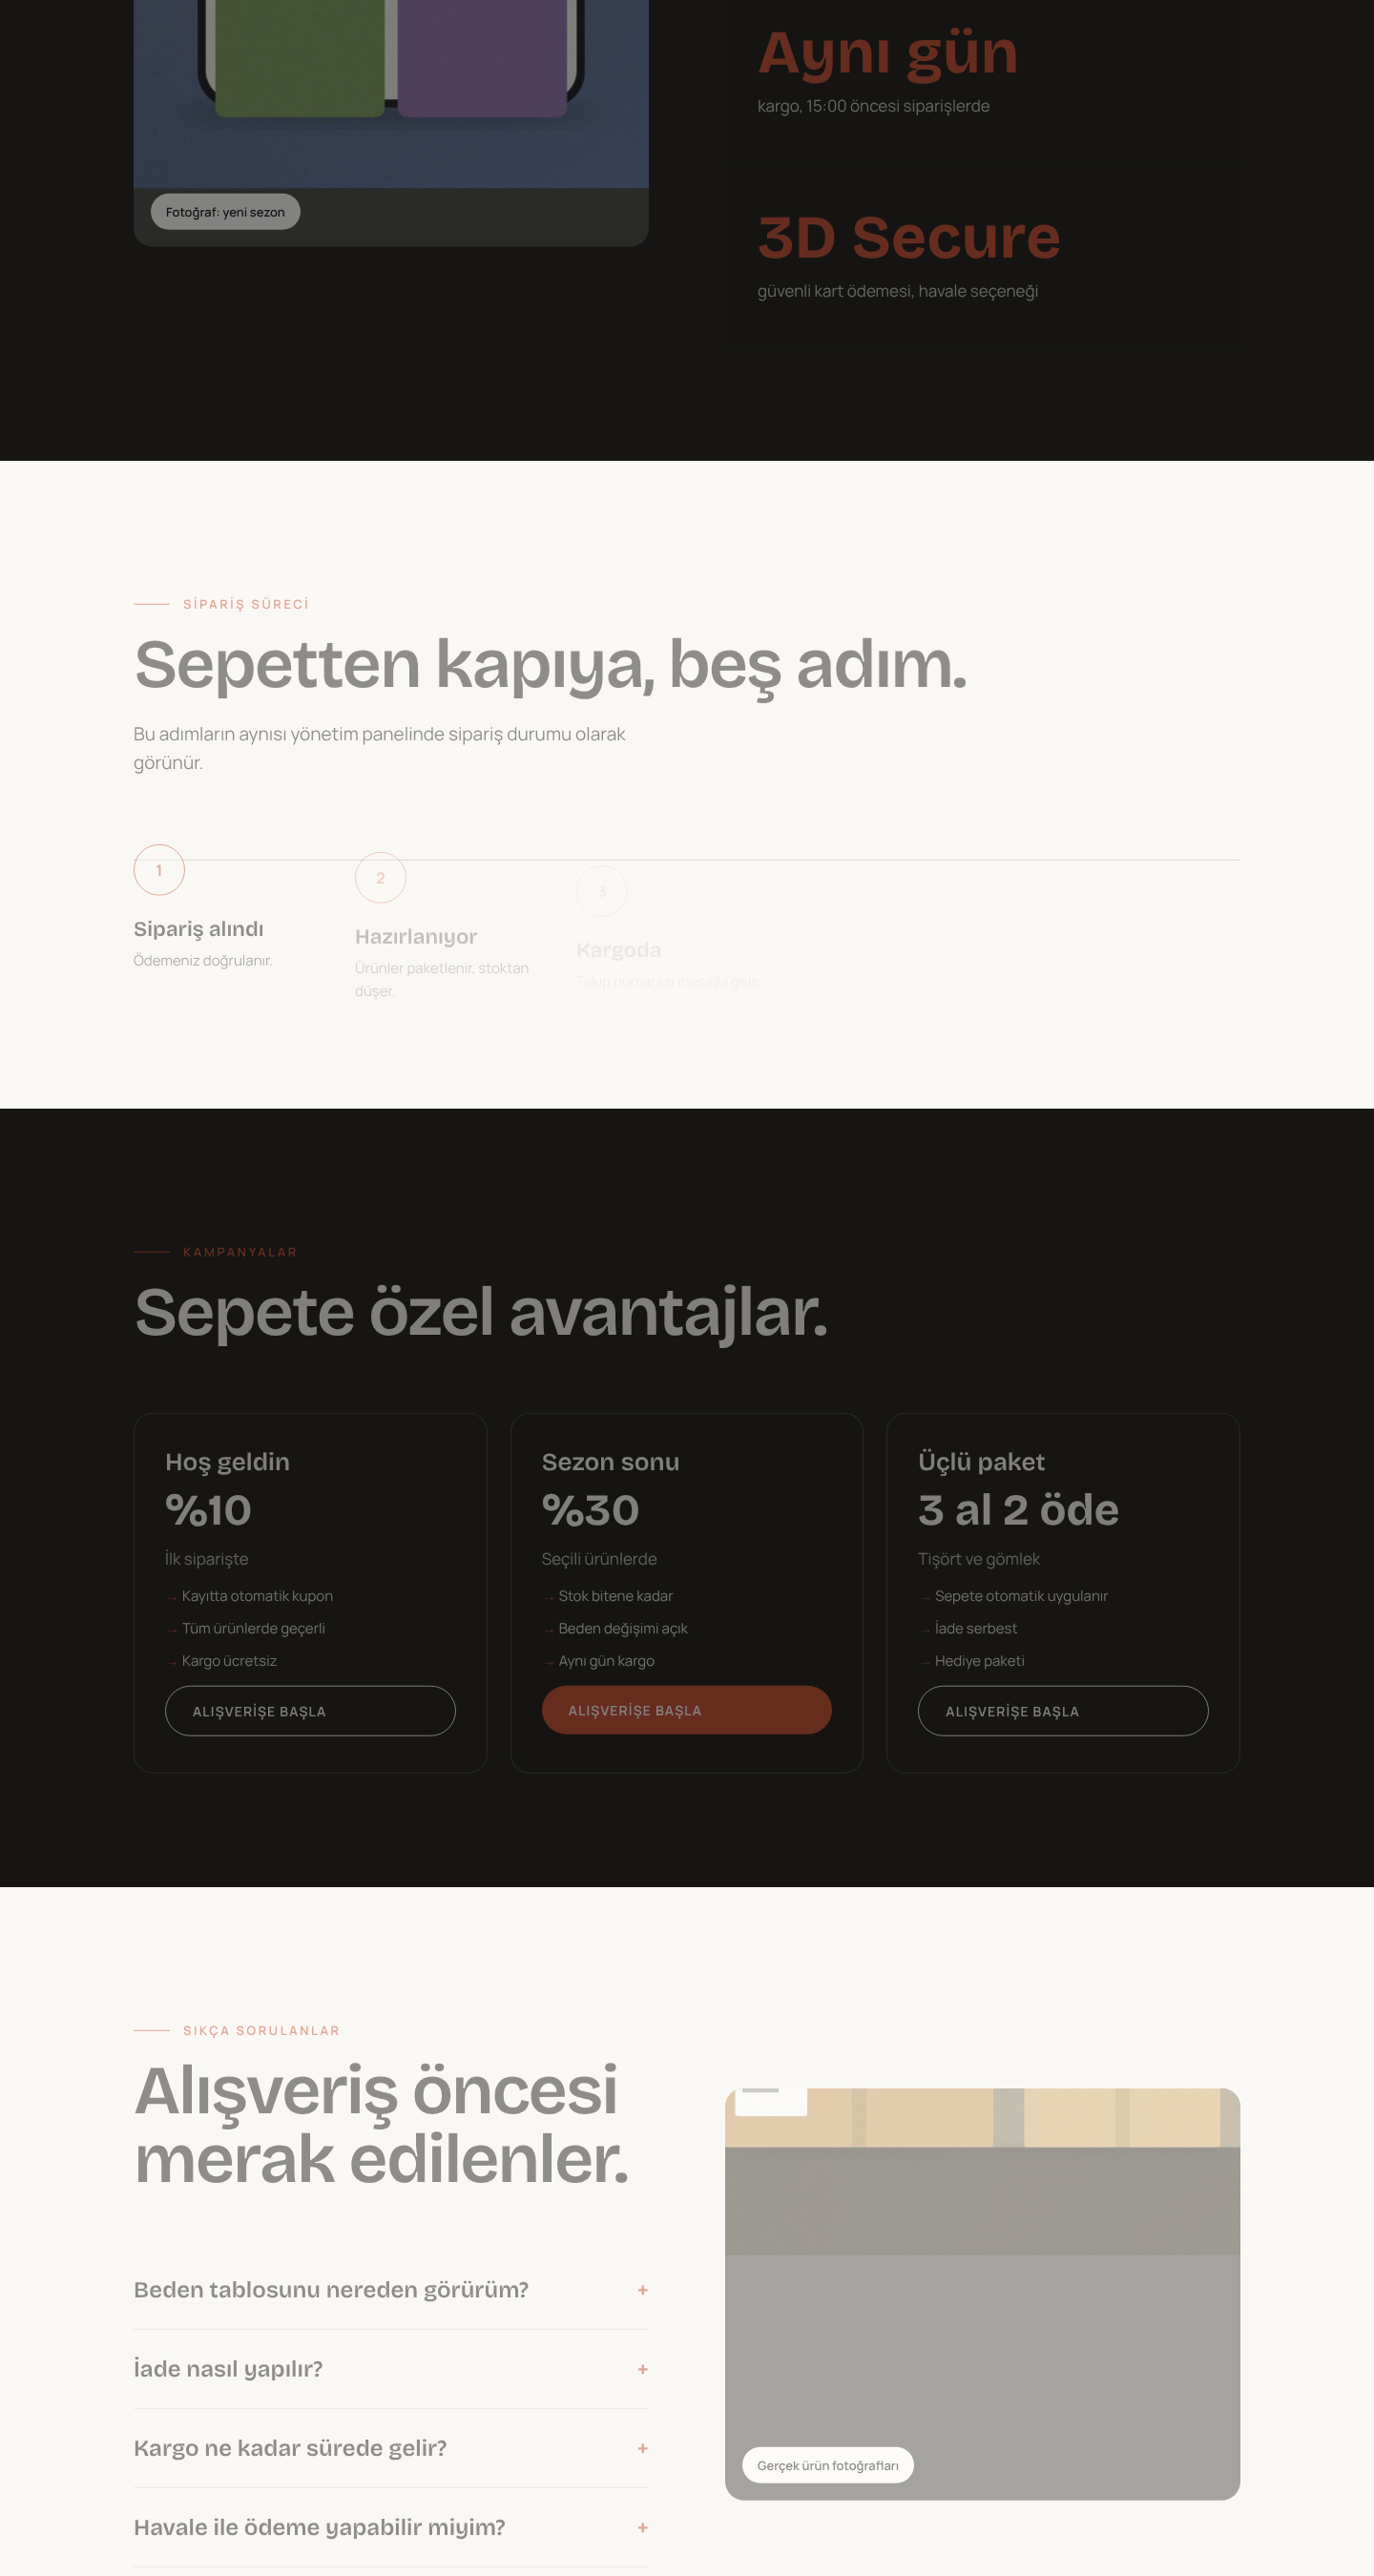 Aynı gün
kargo, 15:00 öncesi siparişlerde
Fotoğraf: yeni sezon
3D Secure
güvenli kart ödemesi, havale seçeneği
SİPARİŞ SÜRECİ
Sepetten kapıya, beş adım.
Bu adımların aynısı yönetim panelinde sipariş durumu olarak
görünür.
1
Sipariş alındı
Ödemeniz doğrulanır.
2
Hazırlanıyor
Ürünler paketlenir, stoktan
düşer.
3
Kargoda
Takip numarası mesajla gelir.
KAMPANYALAR
Sepete özel avantajlar.
Hoş geldin
%10
İlk siparişte
→ Kayıtta otomatik kupon
→ Tüm ürünlerde geçerli
→ Kargo ücretsiz
ALIŞVERİŞE BAŞLA
Sezon sonu
%30
Seçili ürünlerde
→ Stok bitene kadar
→ Beden değişimi açık
→ Aynı gün kargo
ALIŞVERİŞE BAŞLA
Üçlü paket
3 al 2 öde
Tişört ve gömlek
→ Sepete otomatik uygulanır
→ İade serbest
→ Hediye paketi
ALIŞVERİŞE BAŞLA
SIKÇA SORULANLAR
Alışveriş öncesi
merak edilenler.
Beden tablosunu nereden görürüm? +
İade nasıl yapılır? +
Kargo ne kadar sürede gelir? +
Havale ile ödeme yapabilir miyim? +
Gerçek ürün fotoğrafları